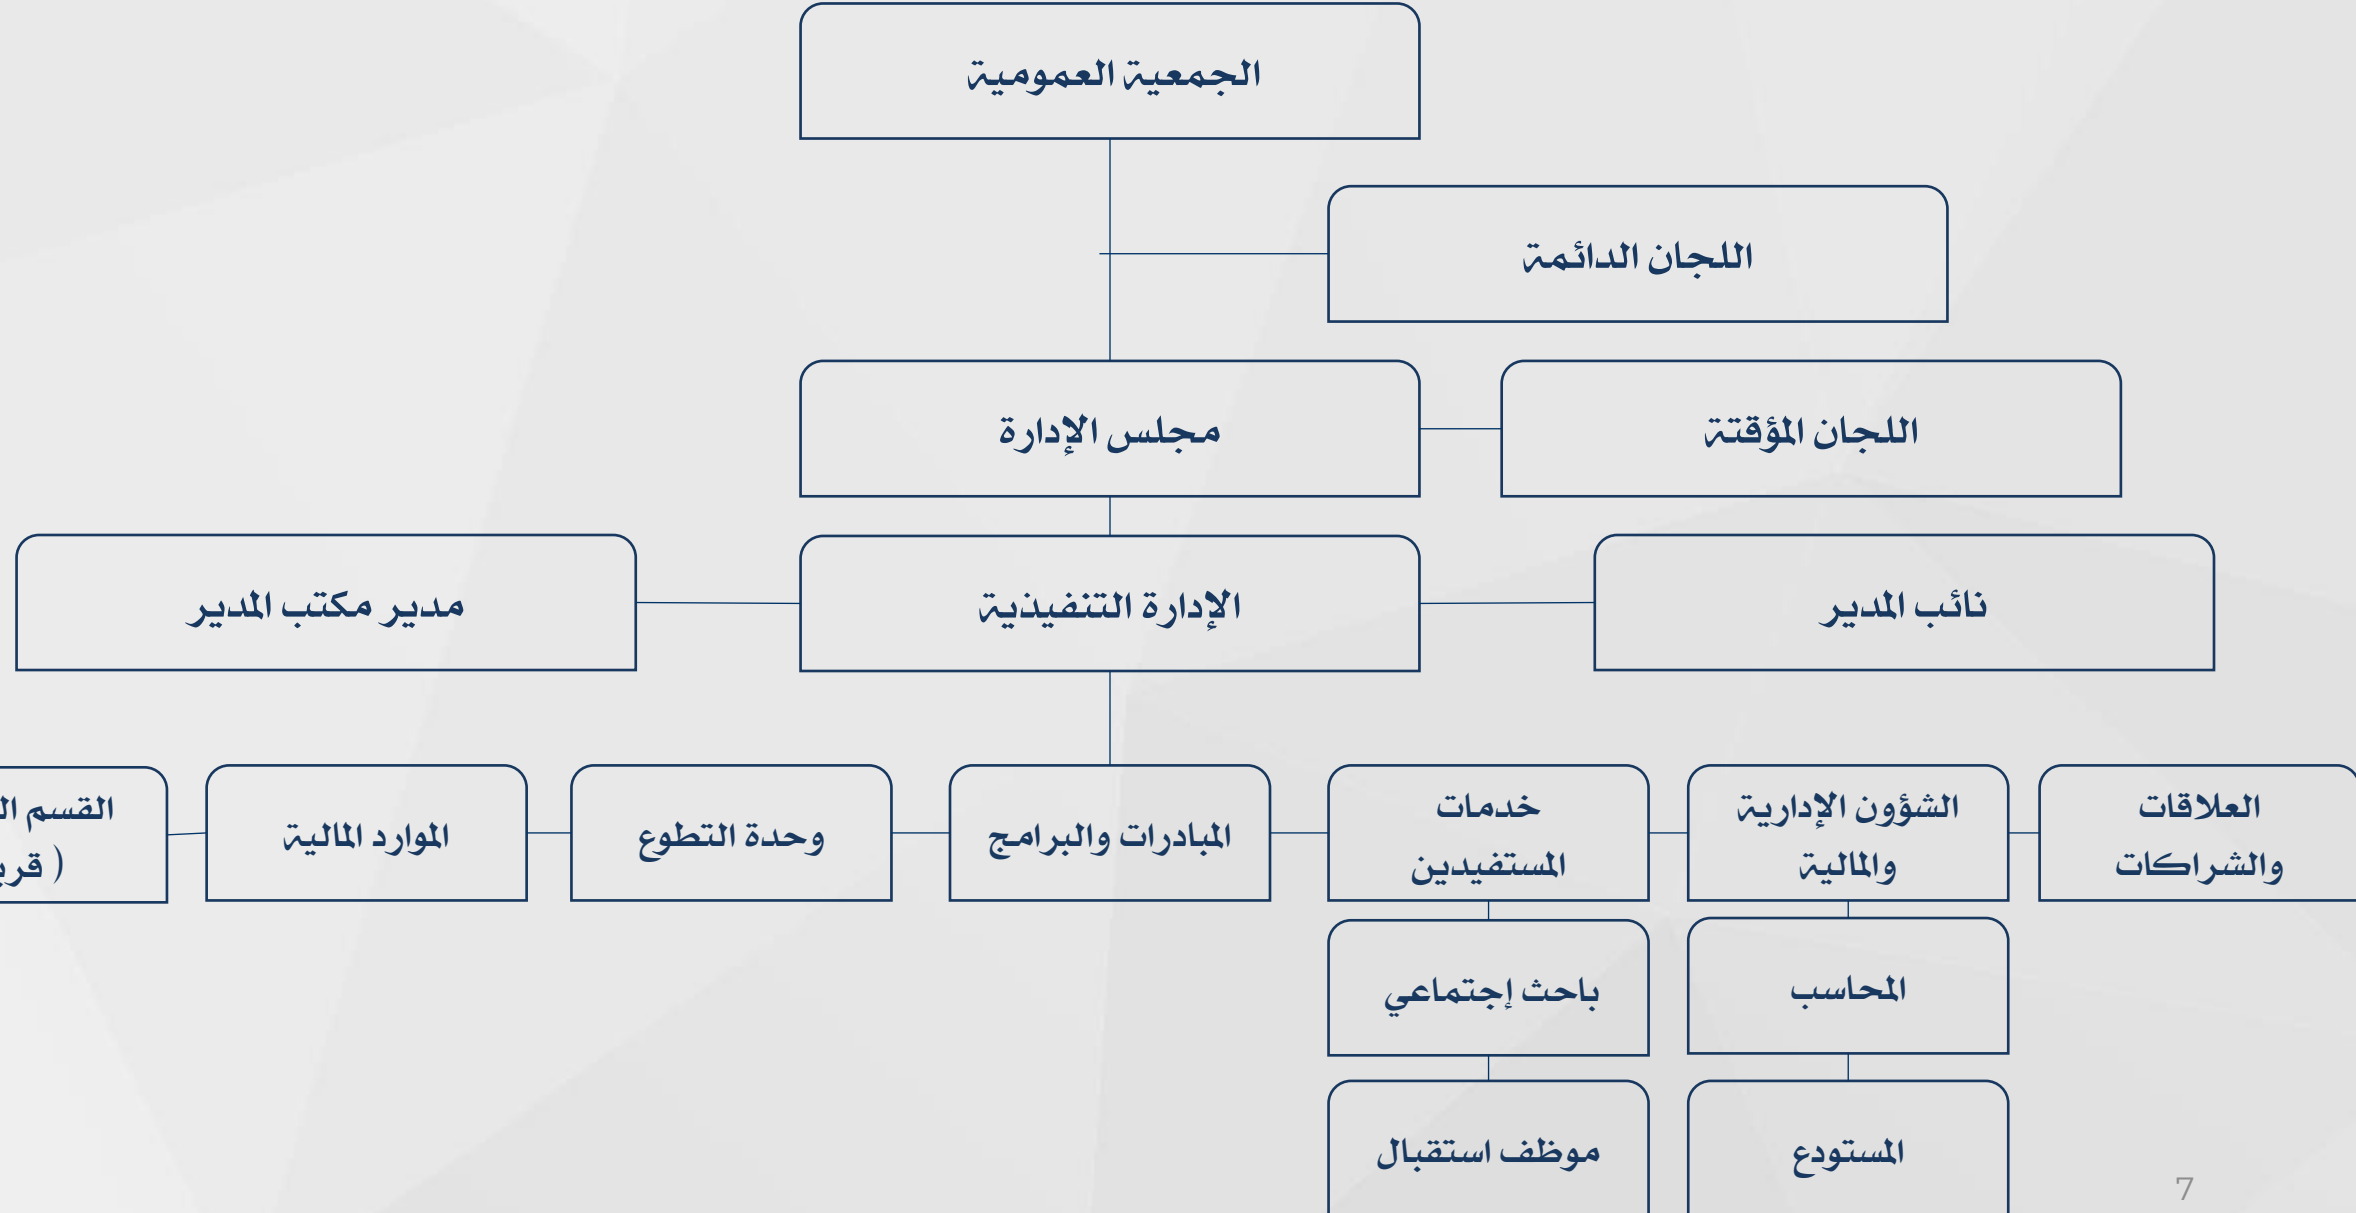 الجمعية العمومية
اللجان الدائمة
مجلس الإدارة
اللجان المؤقتة
نائب المدير
الإدارة التنفيذية
مدير مكتب المدير
العلاقات
والشراكات
الشؤون الإدارية
والمالية
خدمات
المستفيدين
المبادرات والبرامج
وحدة التطوع
الموارد المالية
القسم
(
المحاسب
باحث إجتماعي
المستودع
موظف استقبال
7